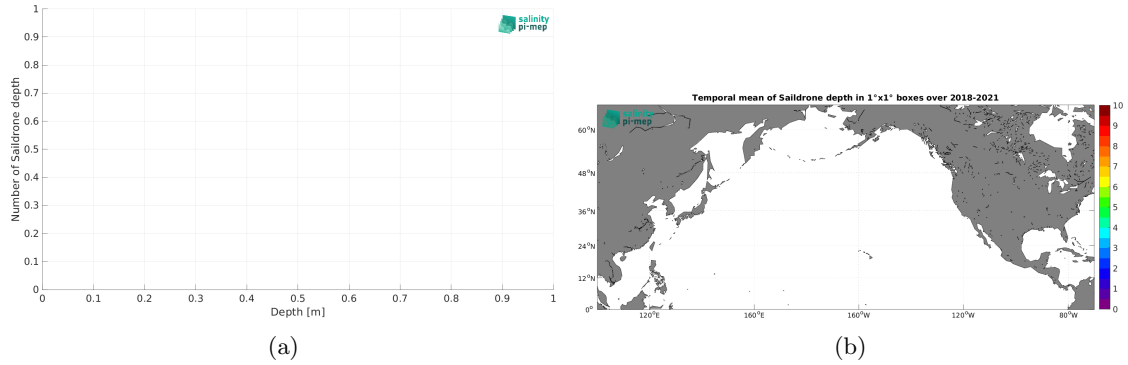 1
0.9
0.8
0.7
0.6
0.5
0.4
0.3
0.2
0.1
0
Number of Saildrone depth
0 0.1 0.2 0.3 0.4 0.5 0.6 0.7 0.8 0.9 1
Depth [m]
salinity
pi-mep
(a)
Temporal mean of Saildrone depth in 1°x1° boxes over 2018-2021
salinity
pi-mep
60°N
48°N
36°N
24°N
12°N
0°
120°E 160°E 160°W 120°W 80°W
10
9
8
7
6
5
4
3
2
1
0
(b)